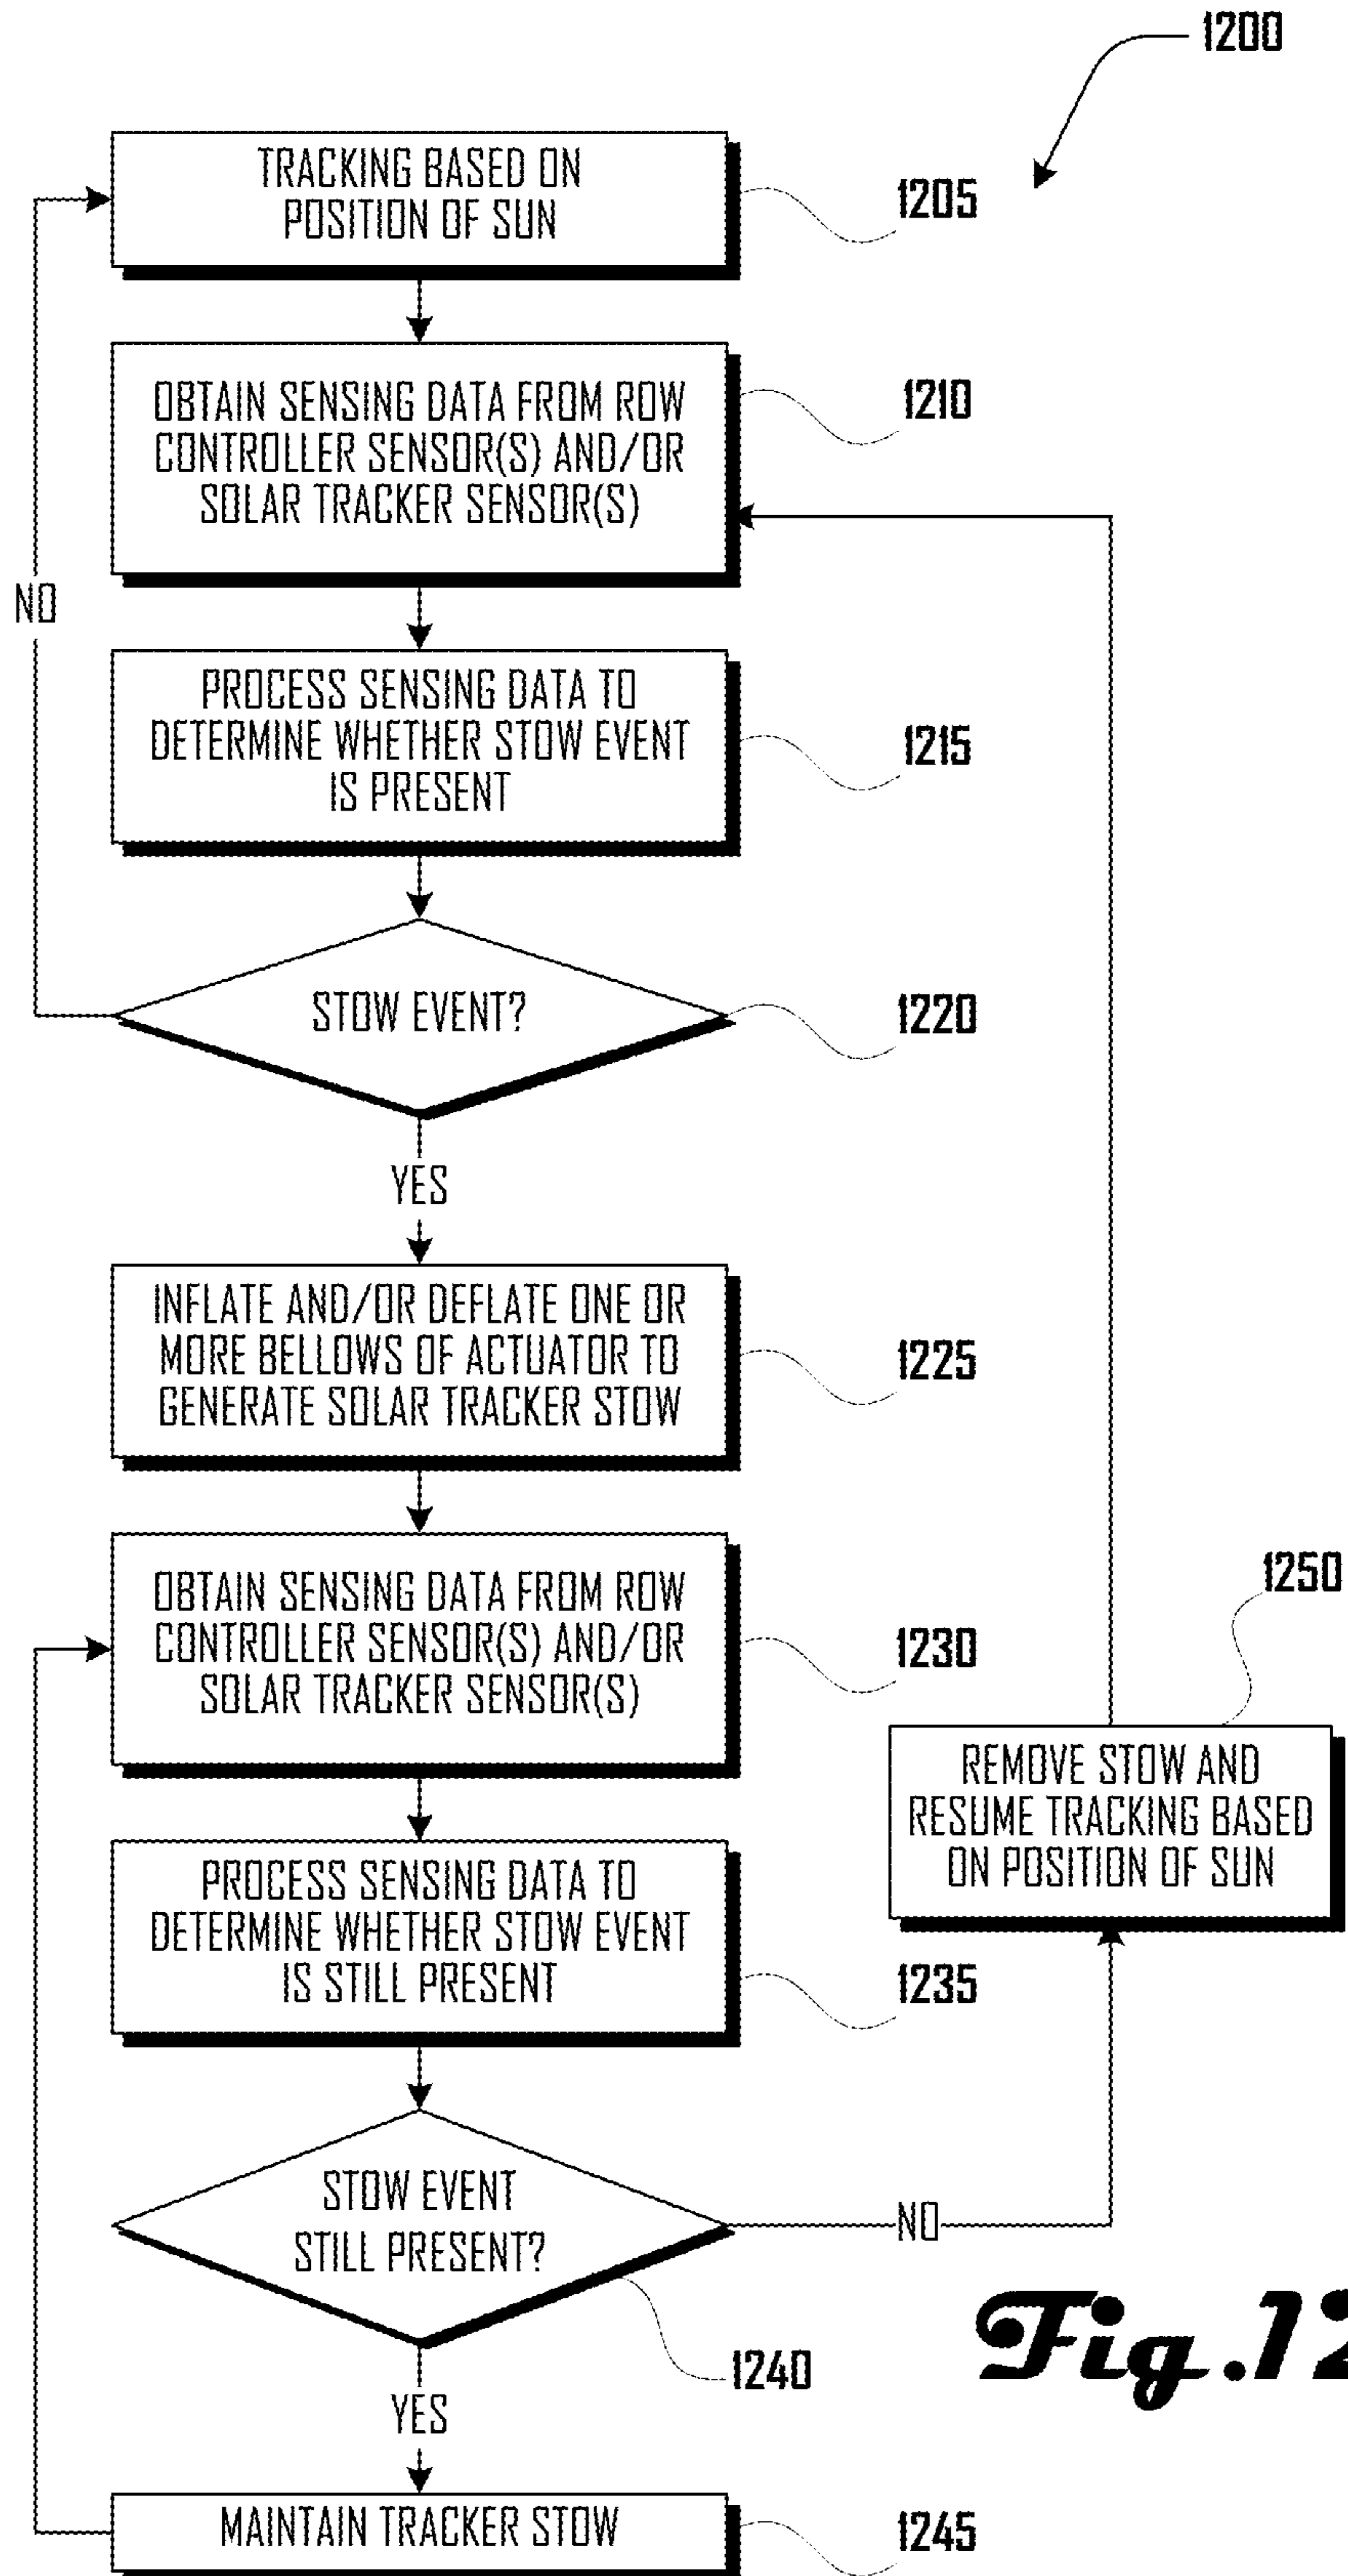 1200
TRACKING BASED ON
POSITION OF SUN
1205
OBTAIN SENSING DATA FROM ROW
CONTROLLER SENSOR(S) AND/OR
SOLAR TRACKER SENSOR(S)
1210
NO
PROCESS SENSING DATA TO
DETERMINE WHETHER STOW EVENT
IS PRESENT
1215
STOW EVENT?
1220
YES
INFLATE AND/OR DEFLATE ONE OR
MORE BELLOWS OF ACTUATOR TO
GENERATE SOLAR TRACKER STOW
1225
OBTAIN SENSING DATA FROM ROW
CONTROLLER SENSOR(S) AND/OR
SOLAR TRACKER SENSOR(S)
1230
1250
REMOVE STOW AND
RESUME TRACKING BASED
ON POSITION OF SUN
PROCESS SENSING DATA TO
DETERMINE WHETHER STOW EVENT
IS STILL PRESENT
1235
STOW EVENT
STILL PRESENT?
NO
1240
Fig.12
YES
MAINTAIN TRACKER STOW
1245